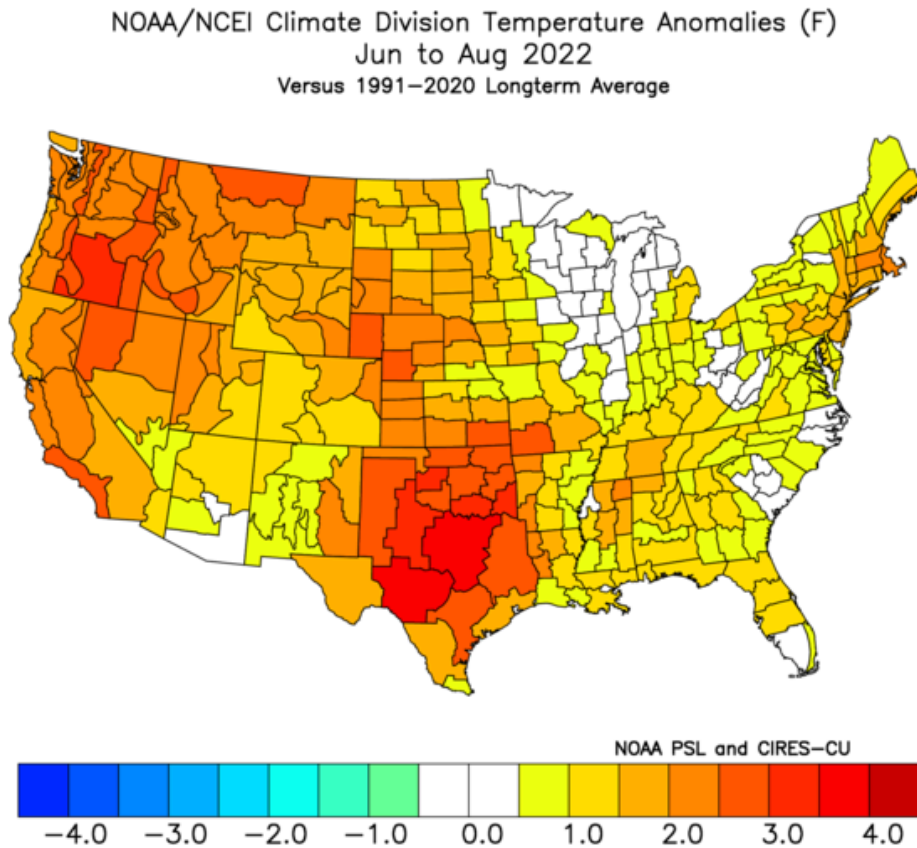 NOAA/NCEI Climate Division Temperature Anomalies (F)
Jun to Aug 2022
Versus 1991−2020 Longterm Average
NOAA PSL and CIRES−CU
−4.0 −3.0 −2.0 −1.0 0.0 1.0 2.0 3.0 4.0